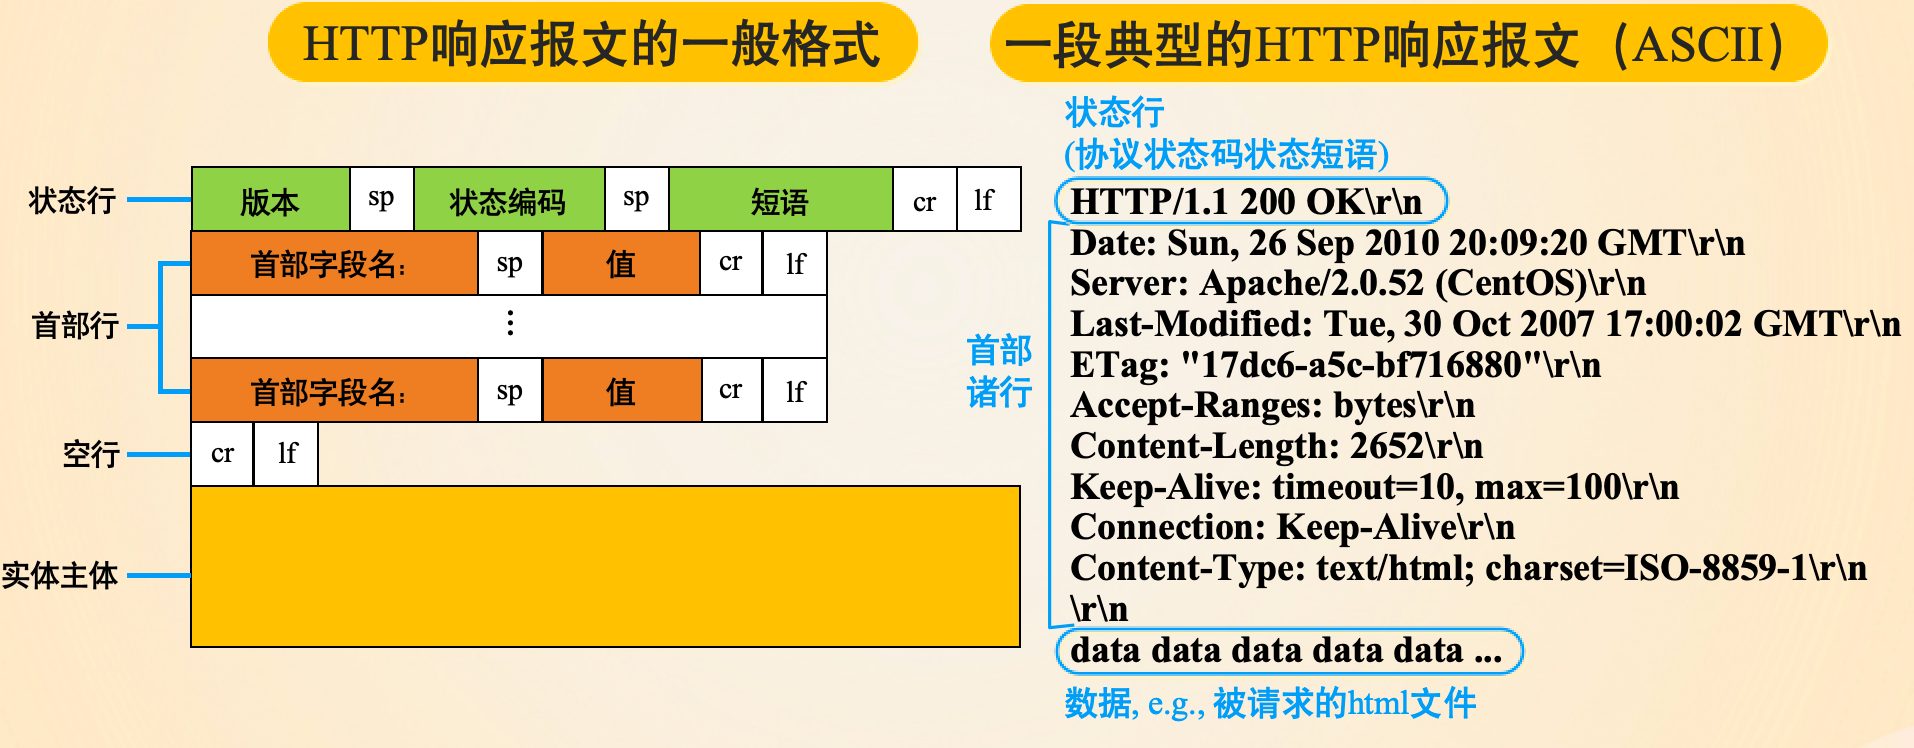 HTTP响应报文的一般格式
状态行
版本 sp 状态编码 sp 短语 cr lf
首部行
首部字段名: sp 值 cr lf
⋮
首部字段名: sp 值 cr lf
空行
cr lf
实体主体
一段典型的HTTP响应报文（ASCII）
状态行
(协议状态码状态短语)
HTTP/1.1 200 OK\r\n
首部
诸行
Date: Sun, 26 Sep 2010 20:09:20 GMT\r\n
Server: Apache/2.0.52 (CentOS)\r\n
Last-Modified: Tue, 30 Oct 2007 17:00:02 GMT\r\n
ETag: "17dc6-a5c-bf716880"\r\n
Accept-Ranges: bytes\r\n
Content-Length: 2652\r\n
Keep-Alive: timeout=10, max=100\r\n
Connection: Keep-Alive\r\n
Content-Type: text/html; charset=ISO-8859-1\r\n
\r\n
data data data data data ...
数据, e.g., 被请求的html文件